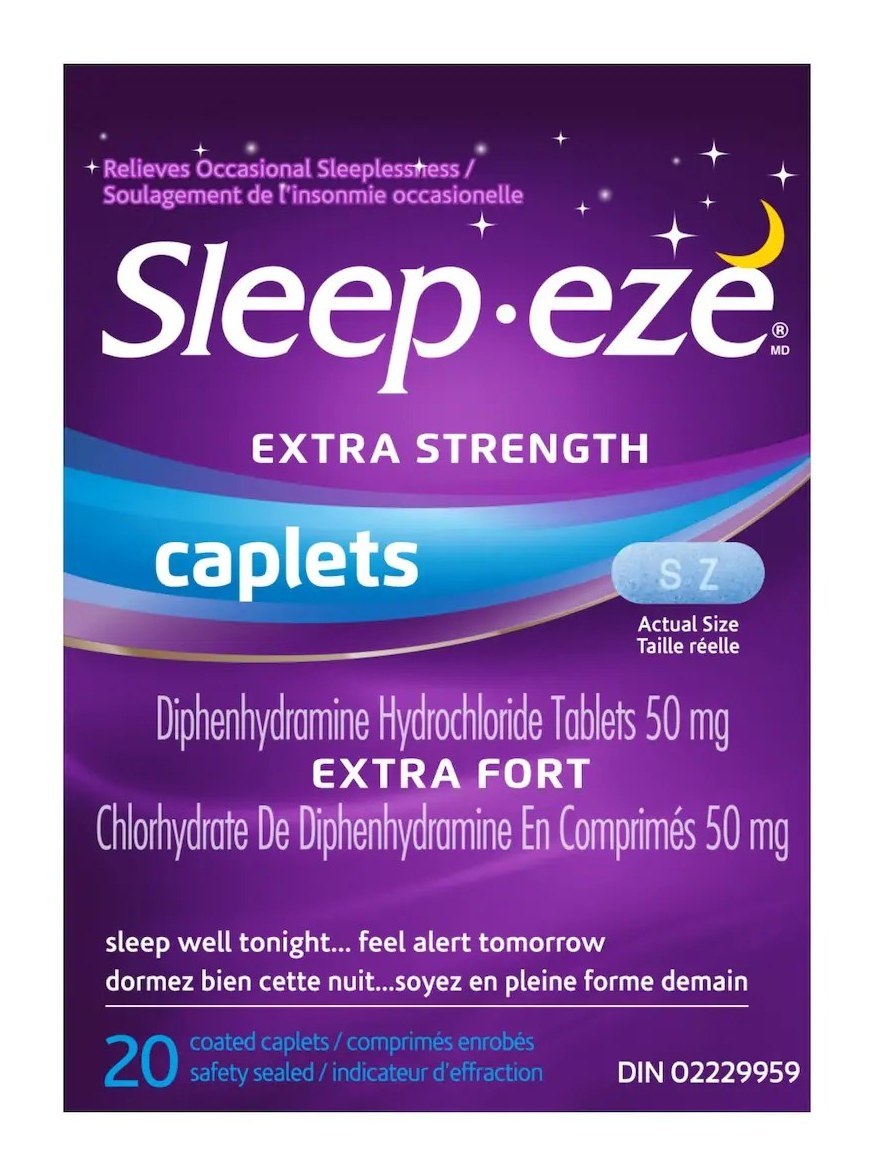 Relieves Occasional Sleeplessness /
Soulagement de l'insonmie occasionelle
Sleep·eze®
MD
EXTRA STRENGTH
caplets
S Z
Actual Size
Taille réelle
Diphenhydramine Hydrochloride Tablets 50 mg
EXTRA FORT
Chlorhydrate De Diphenhydramine En Comprimés 50 mg
sleep well tonight... feel alert tomorrow
dormez bien cette nuit...soyez en pleine forme demain
20 coated caplets / comprimés enrobés
safety sealed / indicateur d'effraction
DIN 02229959